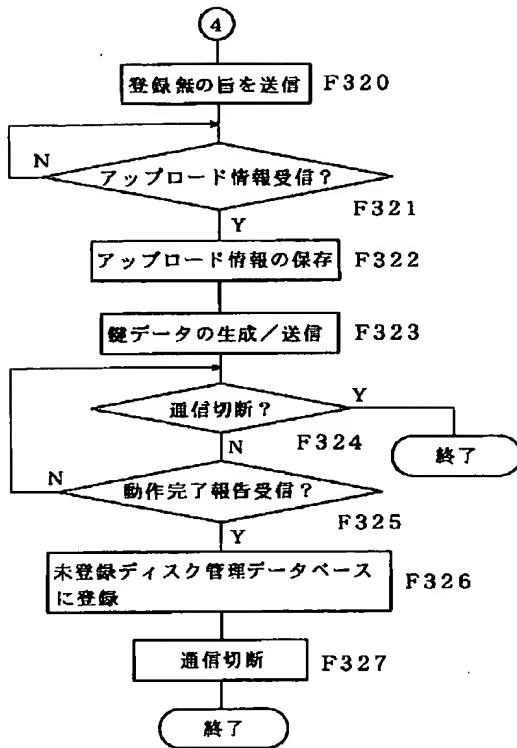 4
登録無の旨を送信 F320
N
アップロード情報受信?
F321
Y
アップロード情報の保存 F322
鍵データの生成/送信 F323
Y
通信切断?
F324
終了
N
N
動作完了報告受信?
F325
Y
未登録ディスク管理データベース
に登録
F326
通信切断 F327
終了